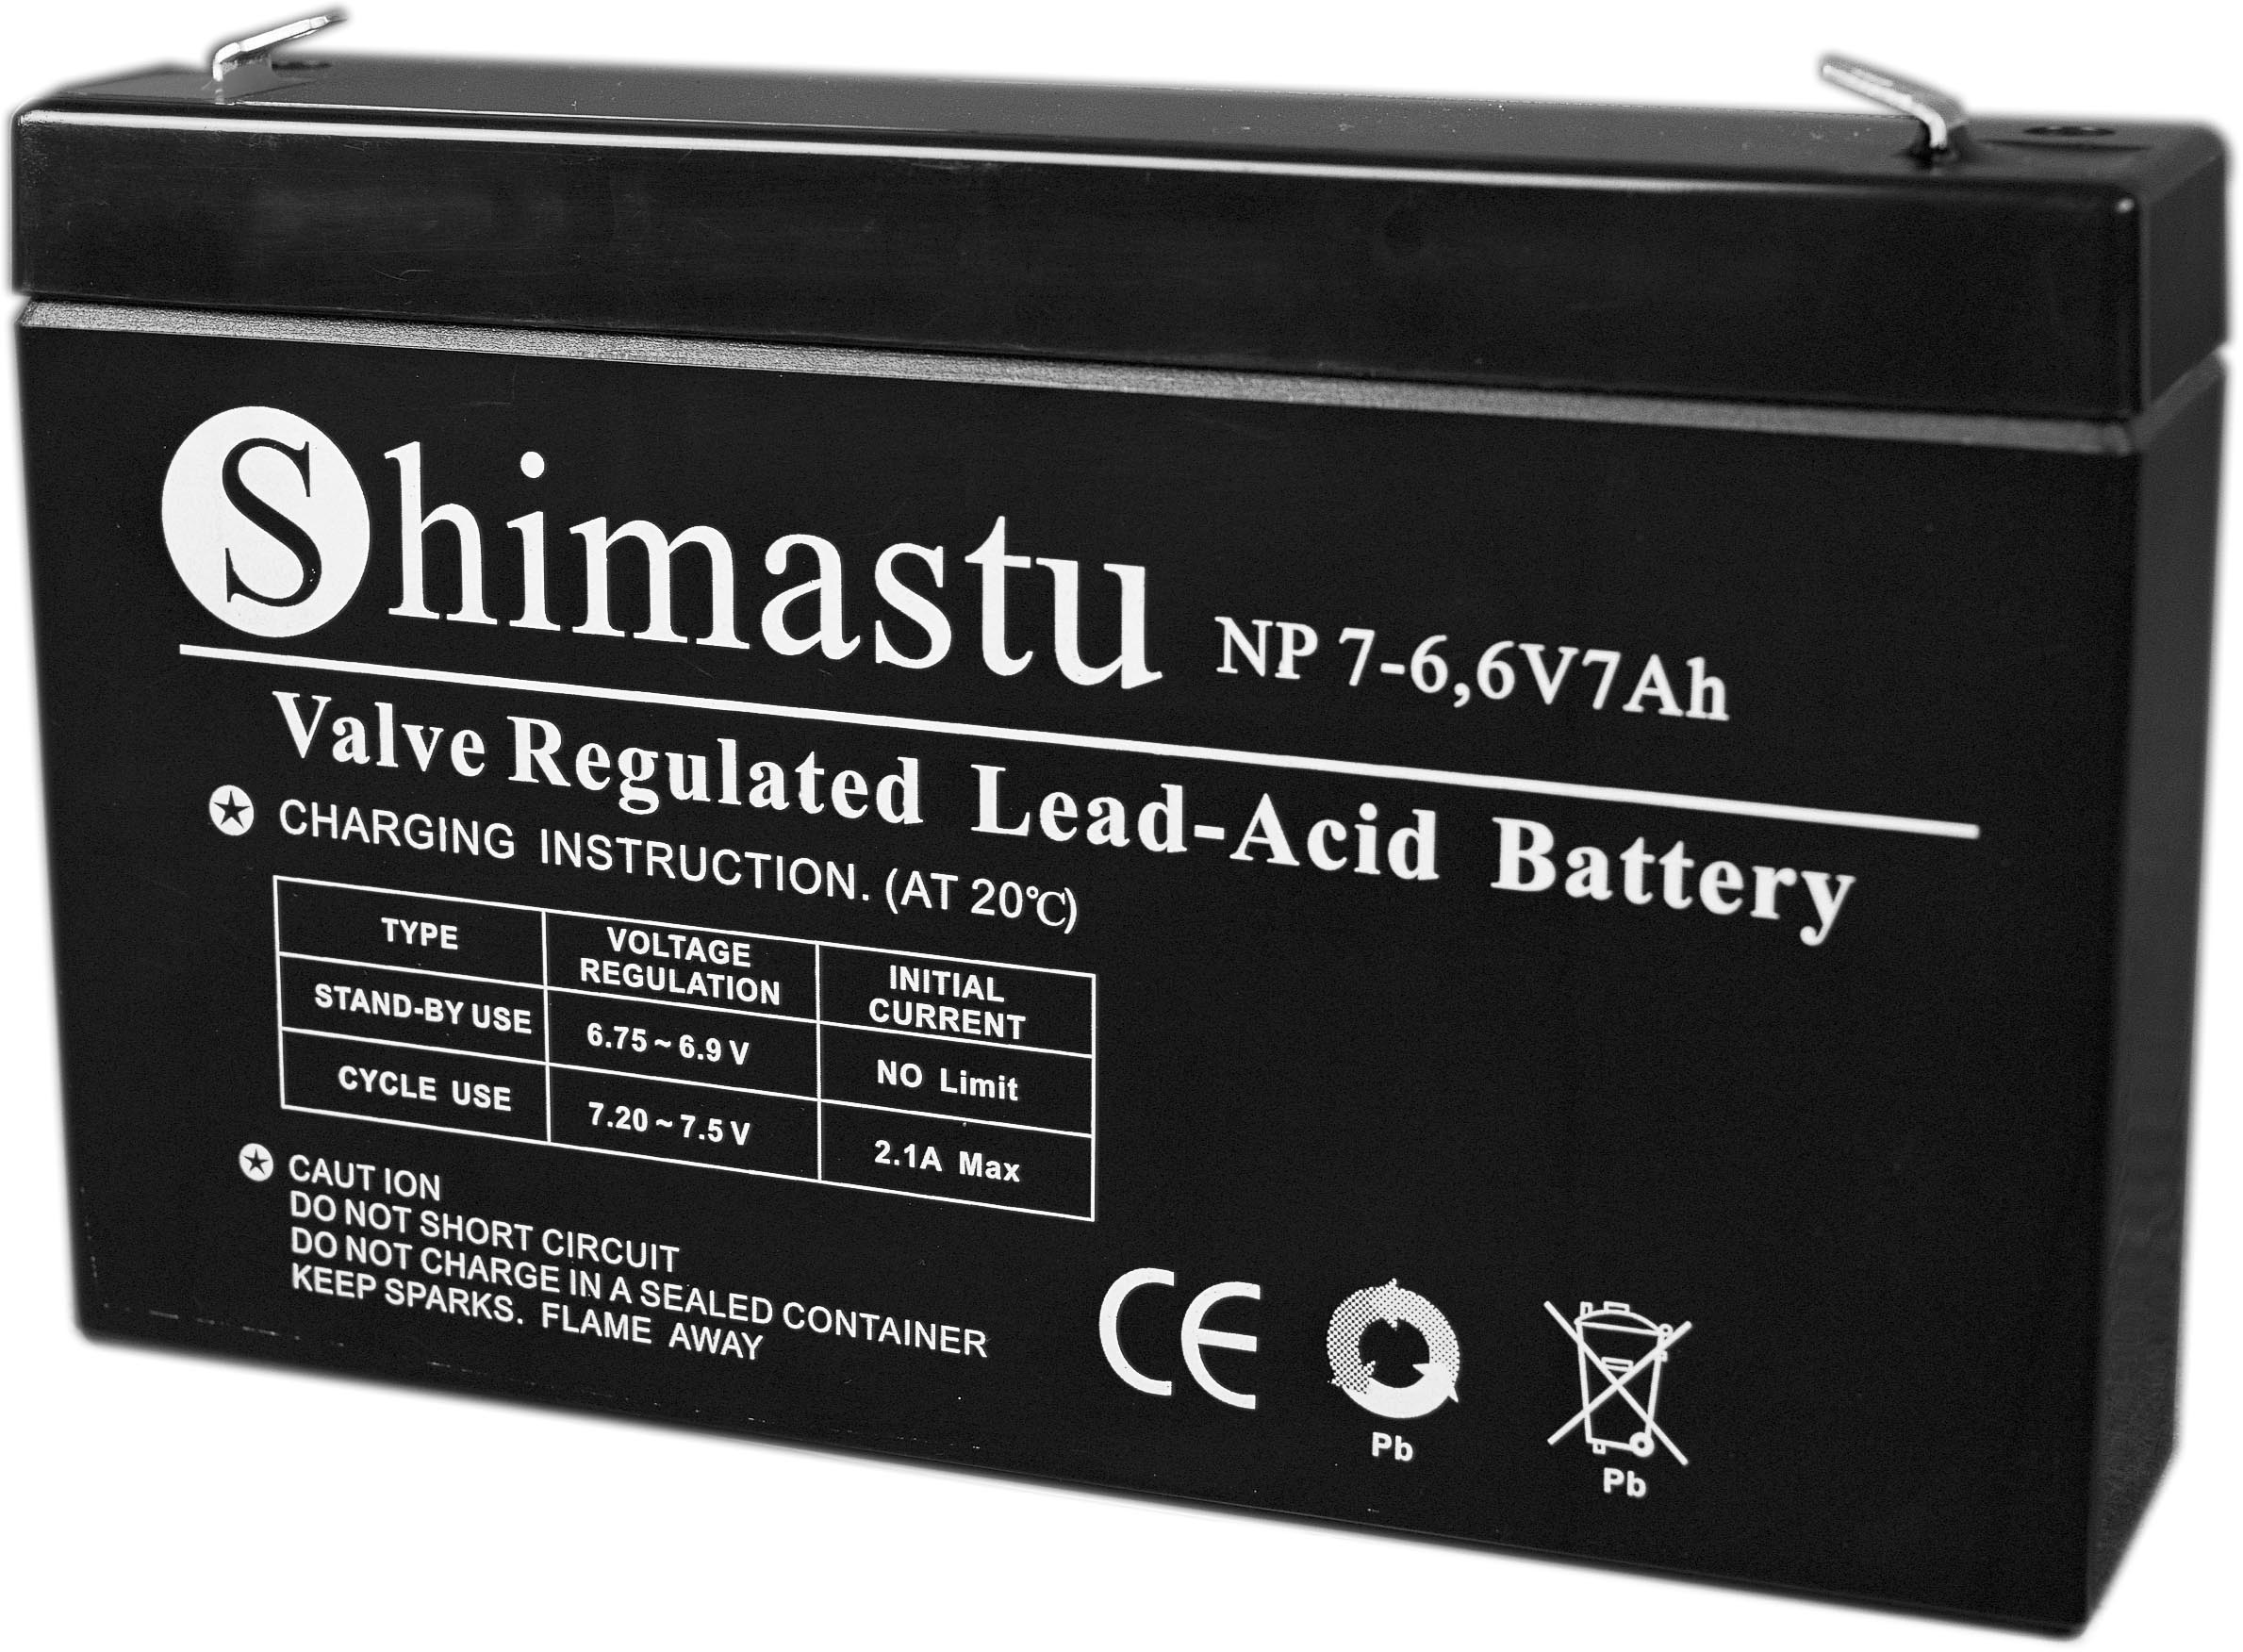 Shimastu NP 7-6,6V7Ah
Valve Regulated Lead-Acid Battery
CHARGING INSTRUCTION. (AT 20℃)
TYPE VOLTAGE REGULATION INITIAL CURRENT
STAND-BY USE 6.75~6.9 V NO Limit
CYCLE USE 7.20~7.5 V 2.1A Max
CAUT ION
DO NOT SHORT CIRCUIT
DO NOT CHARGE IN A SEALED CONTAINER
KEEP SPARKS. FLAME AWAY
CE
Pb
Pb